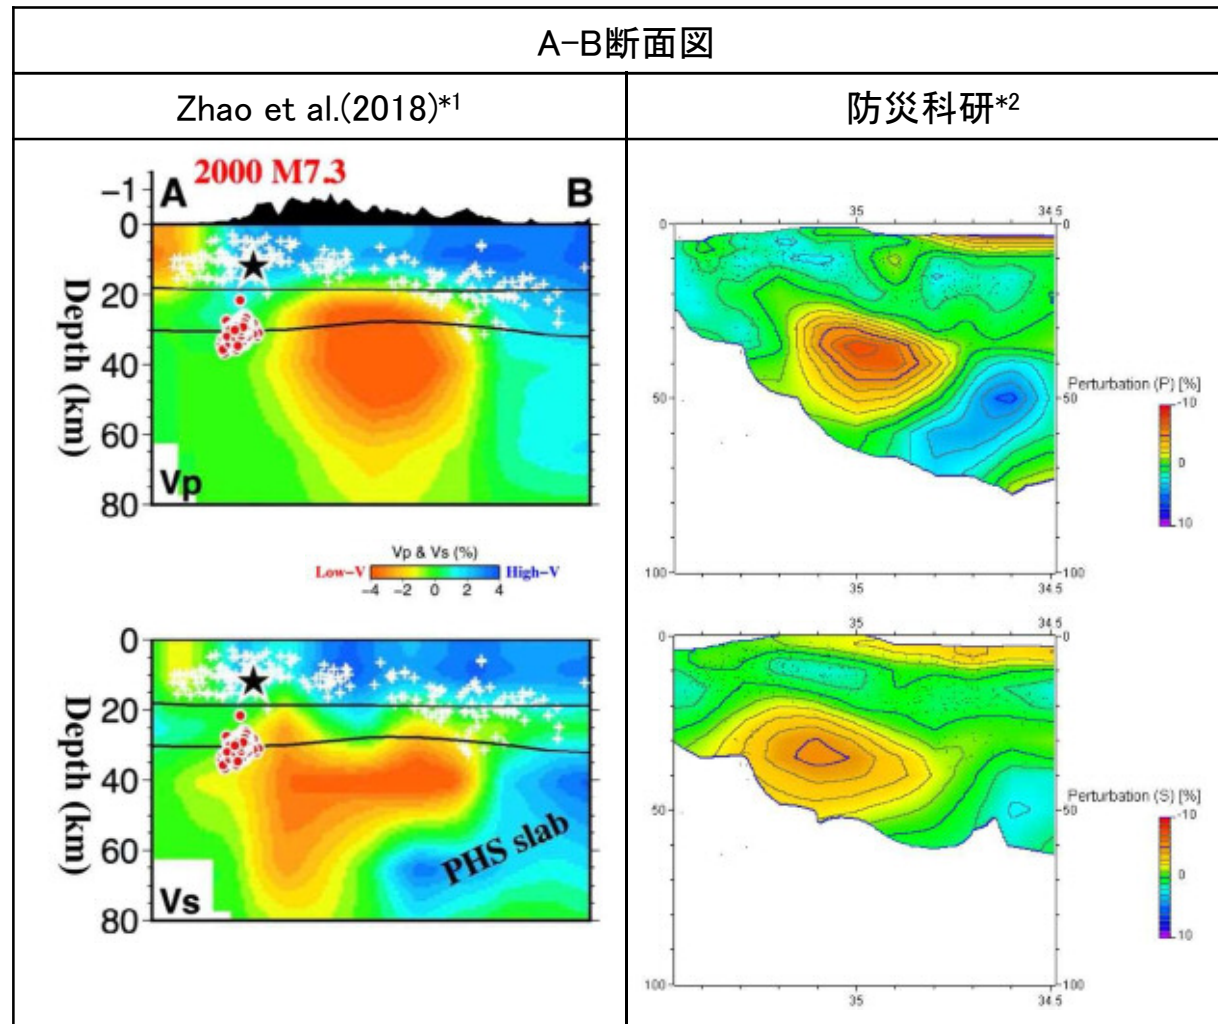 A-B断面図
Zhao et al.(2018)*1
防災科研*2
2000 M7.3
A
B
-1
0
20
40
60
80
Depth (km)
Vp
Vp & Vs (%)
Low-V
High-V
-4 -2 0 2 4
0
20
40
60
80
Depth (km)
Vs
PHS slab
35 34.5
0 0
50 50
100 100
35 34.5
Perturbation (P) [%]
-10
0
10
35 34.5
0 0
50 50
100 100
35 34.5
Perturbation (S) [%]
-10
0
10